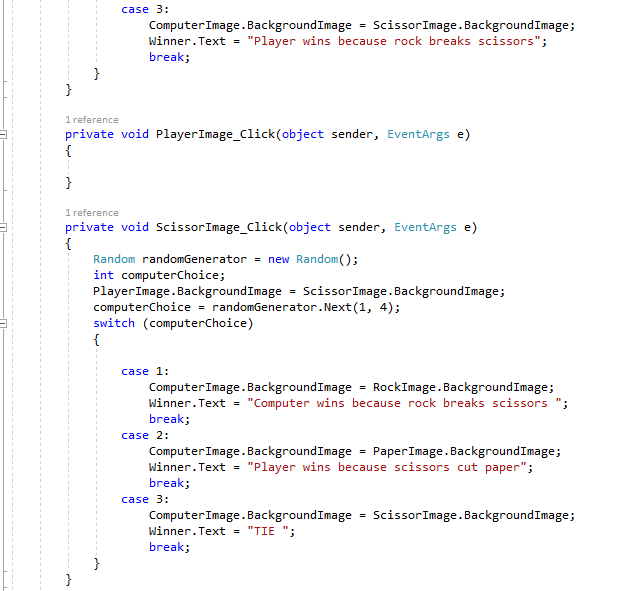 case 3:
ComputerImage.BackgroundImage = ScissorImage.BackgroundImage;
Winner.Text = "Player wins because rock breaks scissors";
break;
}
}
1 reference
private void PlayerImage_Click(object sender, EventArgs e)
{
}
1 reference
private void ScissorImage_Click(object sender, EventArgs e)
{
Random randomGenerator = new Random();
int computerChoice;
PlayerImage.BackgroundImage = ScissorImage.BackgroundImage;
computerChoice = randomGenerator.Next(1, 4);
switch (computerChoice)
{
case 1:
ComputerImage.BackgroundImage = RockImage.BackgroundImage;
Winner.Text = "Computer wins because rock breaks scissors ";
break;
case 2:
ComputerImage.BackgroundImage = PaperImage.BackgroundImage;
Winner.Text = "Player wins because scissors cut paper";
break;
case 3:
ComputerImage.BackgroundImage = ScissorImage.BackgroundImage;
Winner.Text = "TIE ";
break;
}
}